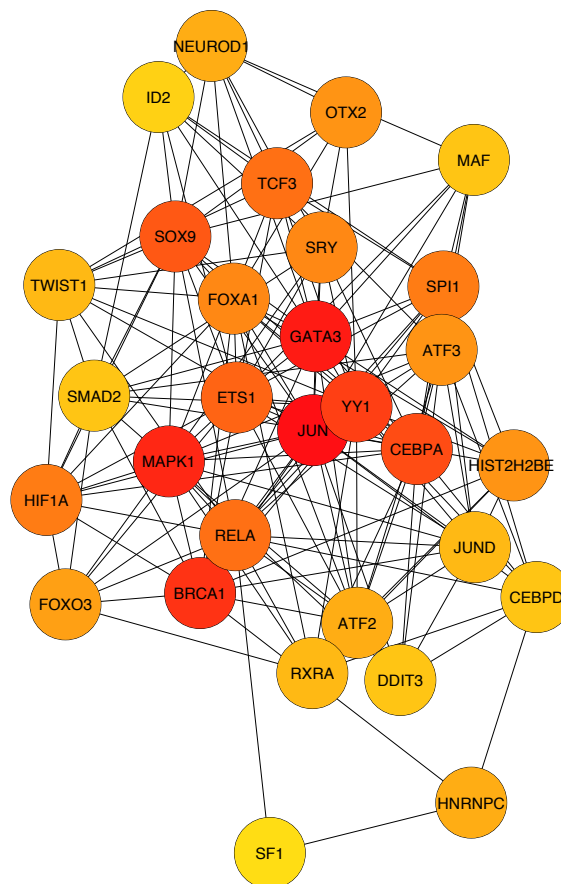 NEUROD1
ID2
OTX2
MAF
TCF3
SOX9
SRY
TWIST1
SPI1
FOXA1
GATA3
ATF3
SMAD2
ETS1
YY1
JUN
CEBPA
MAPK1
HIST2H2BE
HIF1A
RELA
JUND
BRCA1
CEBPD
FOXO3
ATF2
RXRA
DDIT3
HNRNPC
SF1